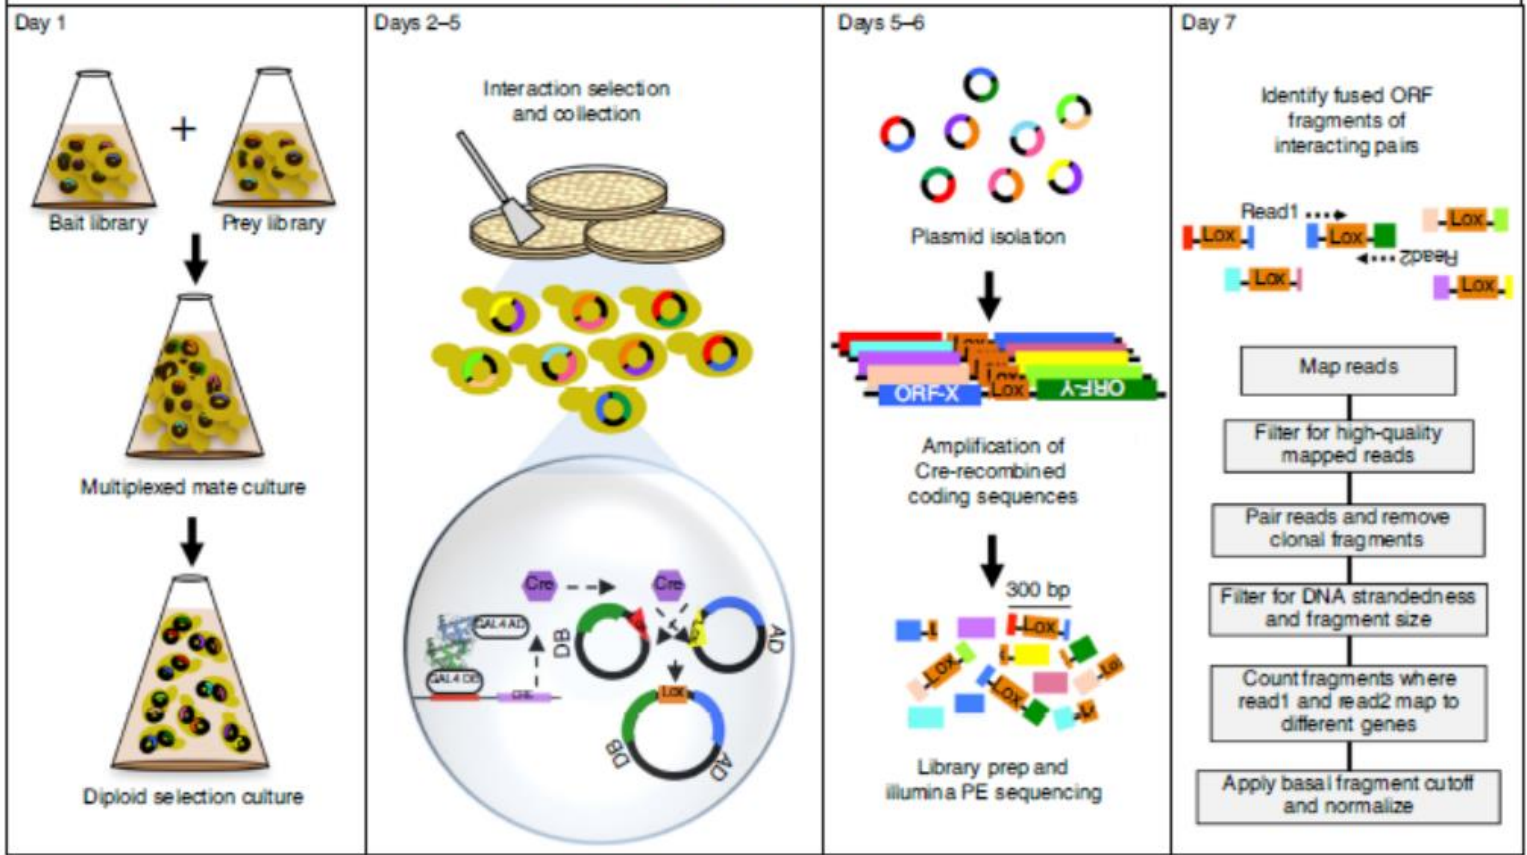 Day 1
Bait library
+
Prey library
Multiplexed mate culture
Diploid selection culture
Days 2–5
Interaction selection
and collection
Cre
Cre
GAL4 AD
GAL4 DB
CRE
DB
AD
Lox
DB
AD
Days 5–6
Plasmid isolation
Lox
Lox
ORF-X
Lox
ORF-Y
Amplification of
Cre-recombined
coding sequences
300 bp
Lox
Lox
Lox
Library prep and
illumina PE sequencing
Day 7
Identify fused ORF
fragments of
interacting pairs
Read1
Lox
Lox
Lox
Read2
Lox
Lox
Map reads
Filter for high-quality
mapped reads
Pair reads and remove
clonal fragments
Filter for DNA strandedness
and fragment size
Count fragments where
read1 and read2 map to
different genes
Apply basal fragment cutoff
and normalize